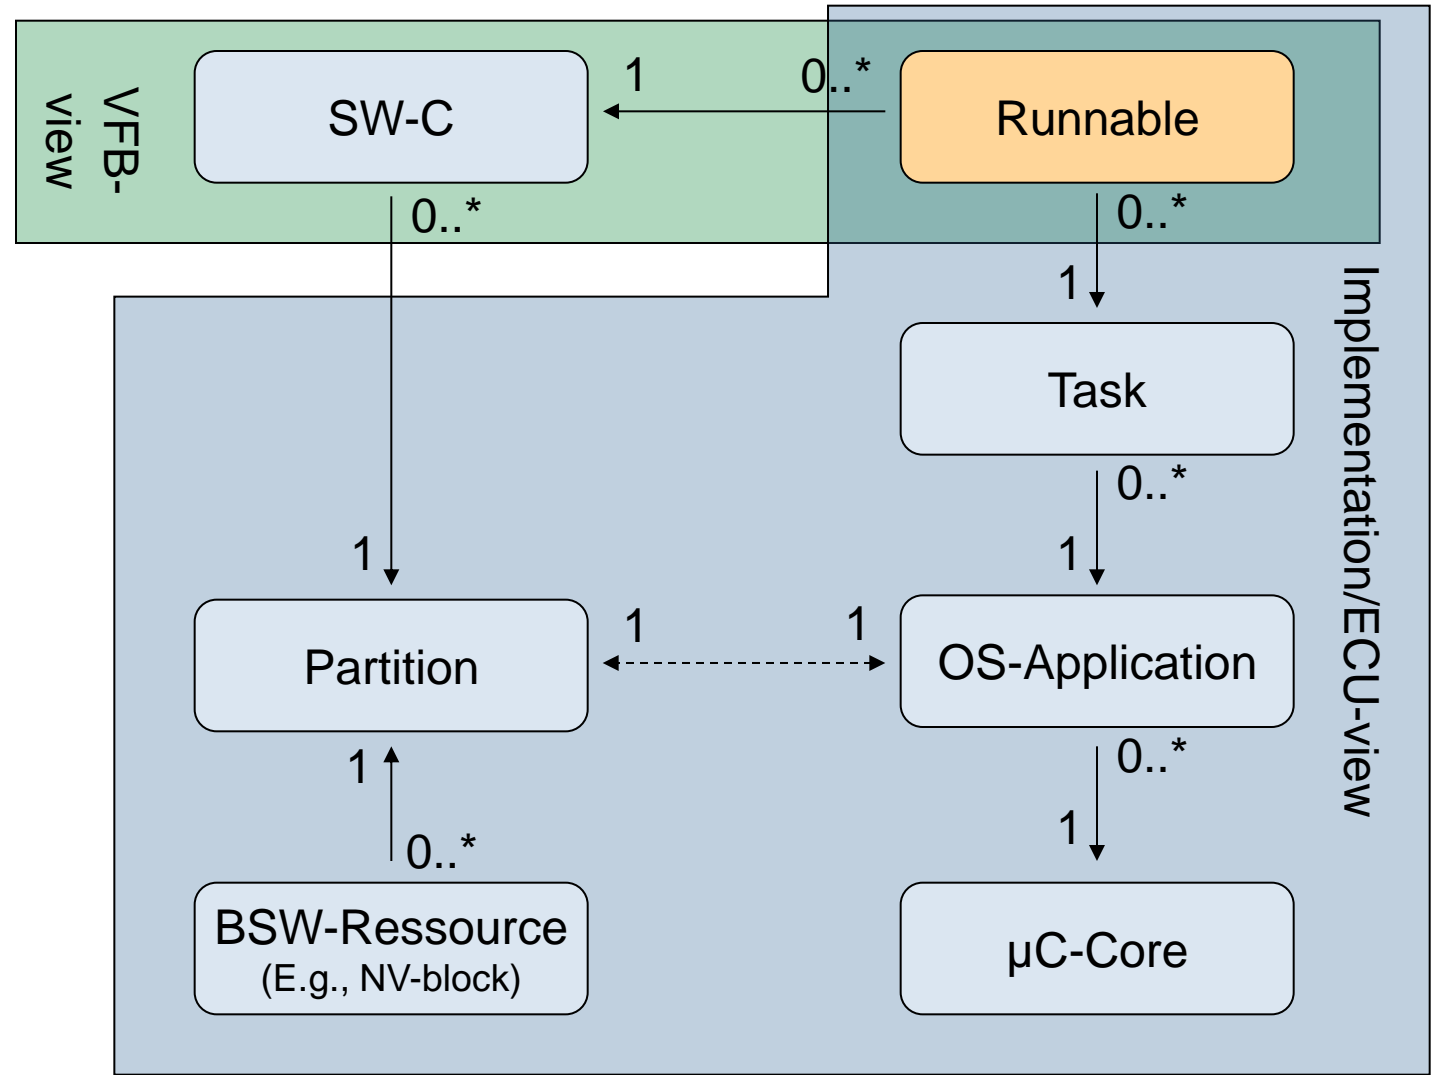 VFB-
view
SW-C
1
0..*
Runnable
0..*
0..*
1
Implementation/ECU-view
Task
0..*
1
1
Partition
1
1
OS-Application
1
0..*
0..*
1
BSW-Ressource
(E.g., NV-block)
µC-Core